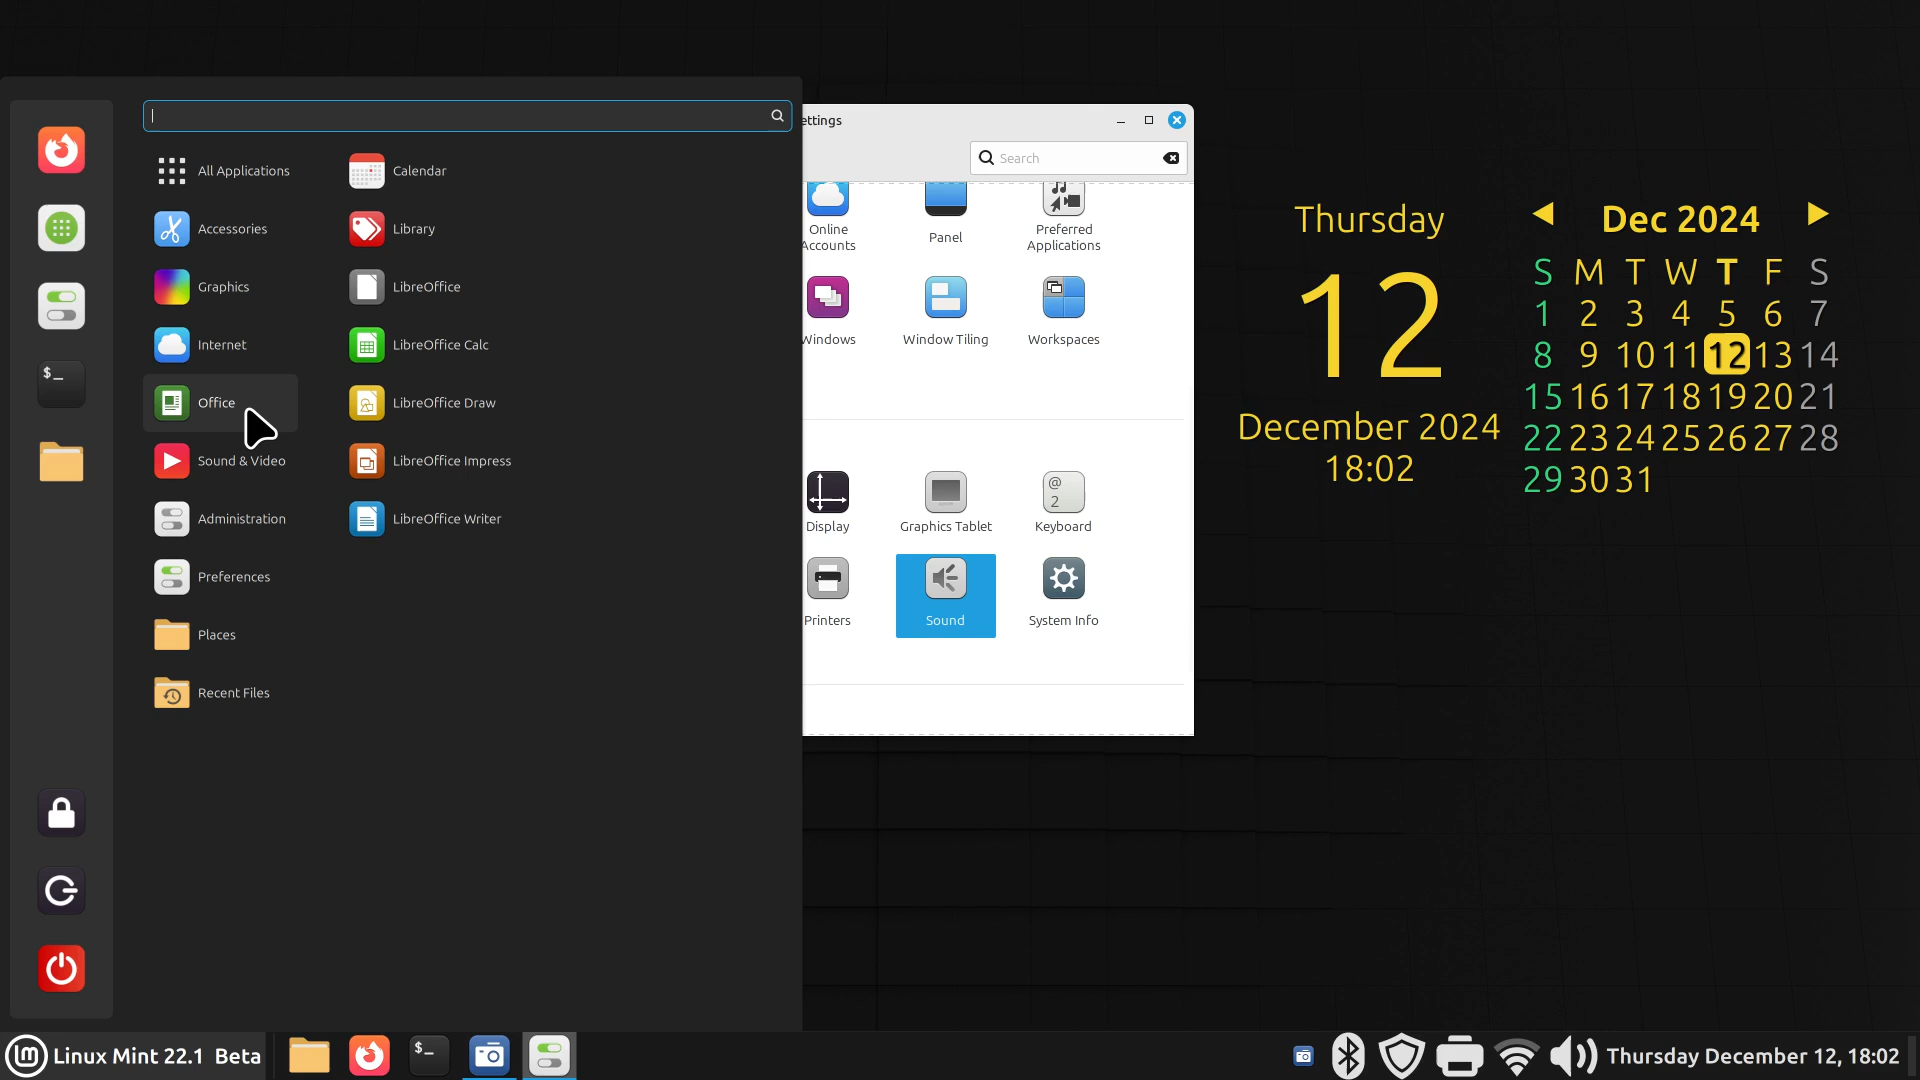 All Applications
Accessories
Graphics
Internet
Office
Sound & Video
Administration
Preferences
Places
Recent Files
Calendar
Library
LibreOffice
LibreOffice Calc
LibreOffice Draw
LibreOffice Impress
LibreOffice Writer
ettings
Search
Online
Accounts
Panel
Preferred
Applications
Windows
Window Tiling
Workspaces
Display
Graphics Tablet
@
2
Keyboard
Printers
Sound
System Info
Thursday
12
December 2024
18:02
Dec 2024
S M T W T F S
1 2 3 4 5 6 7
8 9 10 11 12 13 14
15 16 17 18 19 20 21
22 23 24 25 26 27 28
29 30 31
$_
Linux Mint 22.1 Beta
$_
Thursday December 12, 18:02